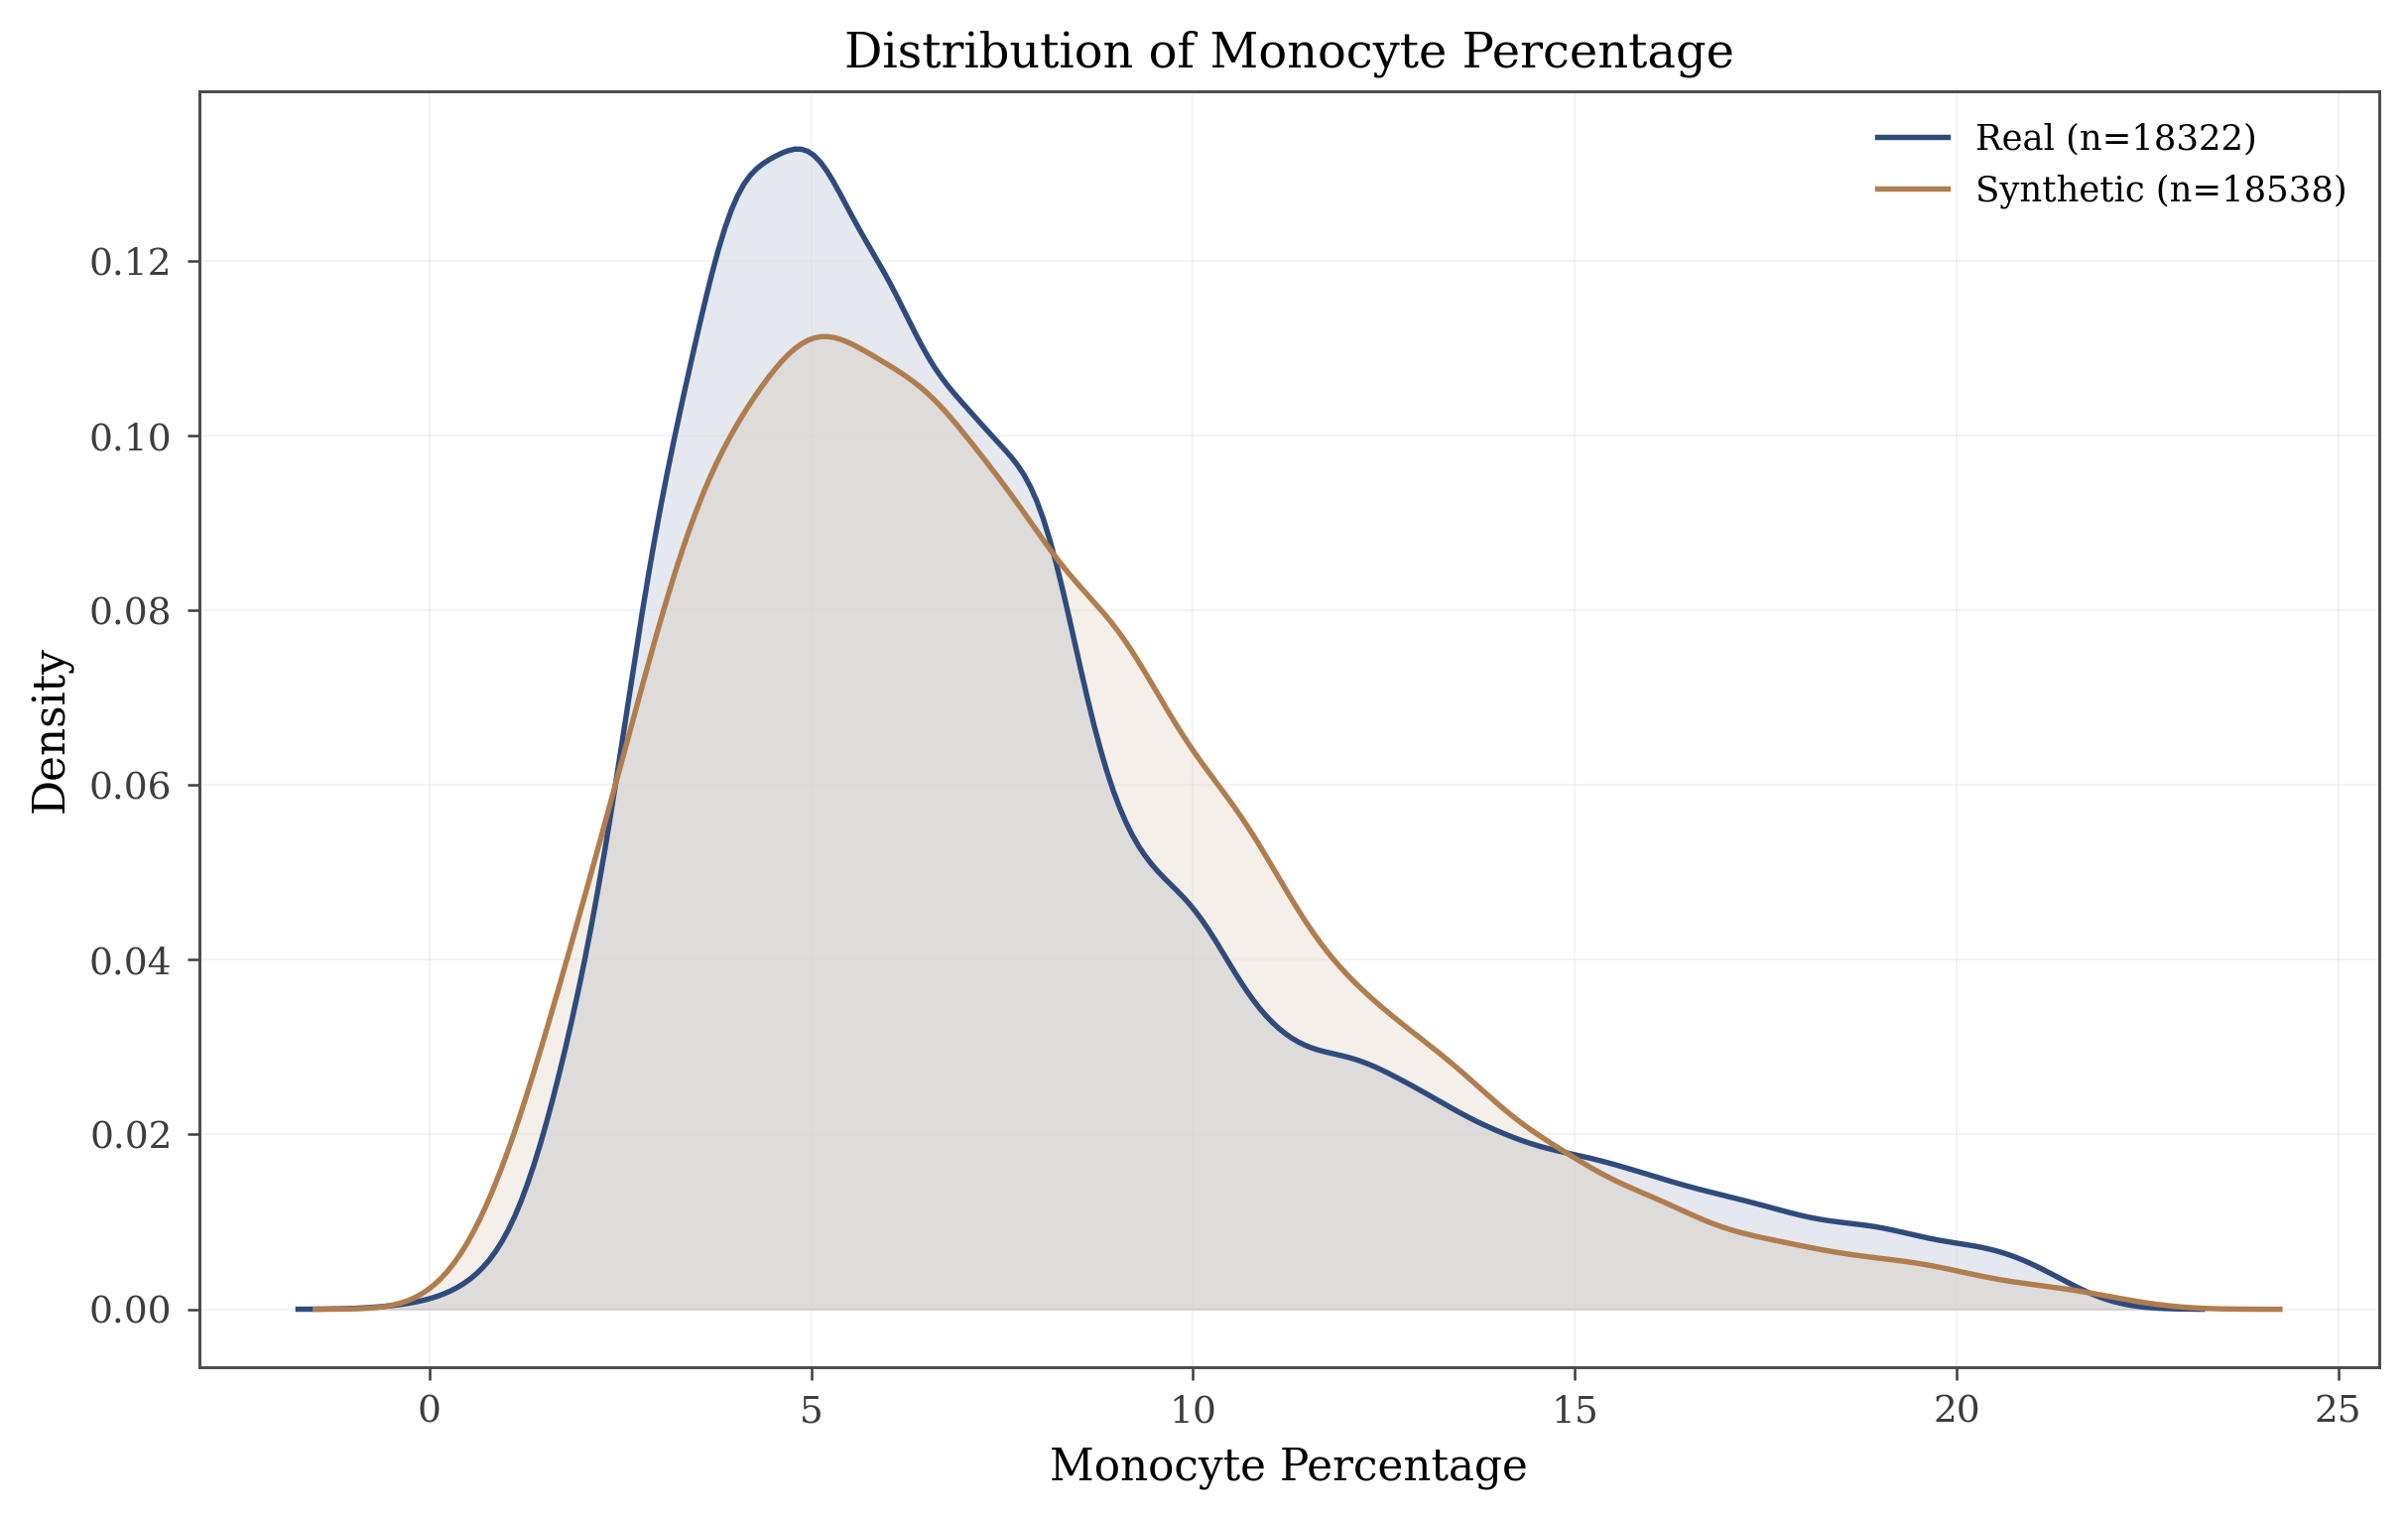 Distribution of Monocyte Percentage
Real (n=18322)
Synthetic (n=18538)
Density
0.12
0.10
0.08
0.06
0.04
0.02
0.00
0 5 10 15 20 25
Monocyte Percentage